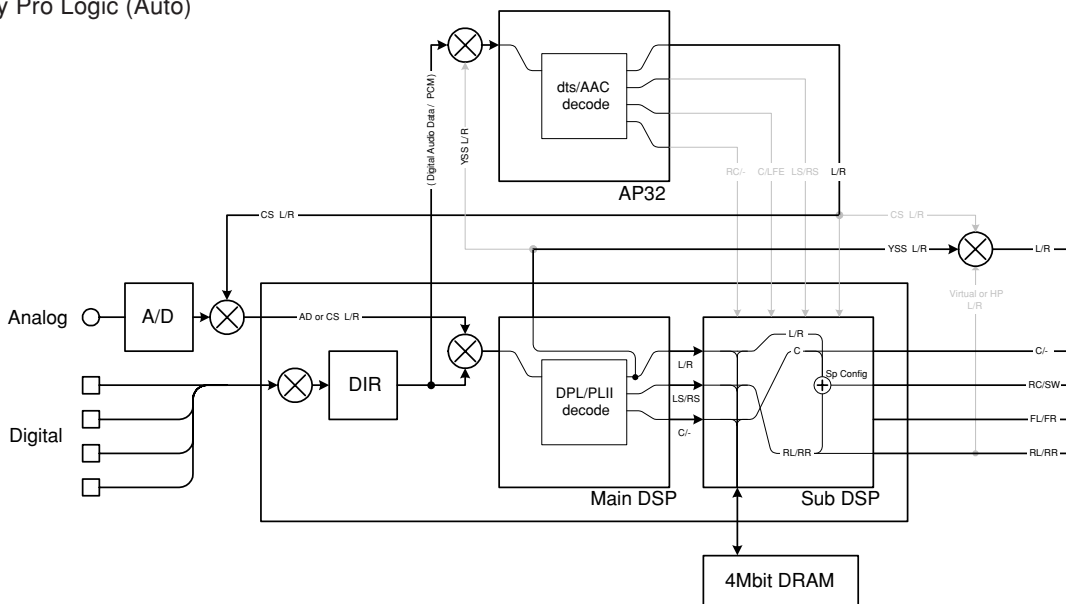 y Pro Logic (Auto)
( Digital Audio Data / PCM )
YSS L/R
dts/AAC
decode
AP32
RC/-
C/LFE
LS/RS
L/R
CS L/R
CS L/R
YSS L/R
L/R
Virtual or HP
L/R
Analog
A/D
AD or CS L/R
DIR
Digital
DPL/PLII
decode
Main DSP
L/R
LS/RS
C/-
L/R
C
Sp Config
RL/RR
Sub DSP
C/-
RC/SW
FL/FR
RL/RR
4Mbit DRAM